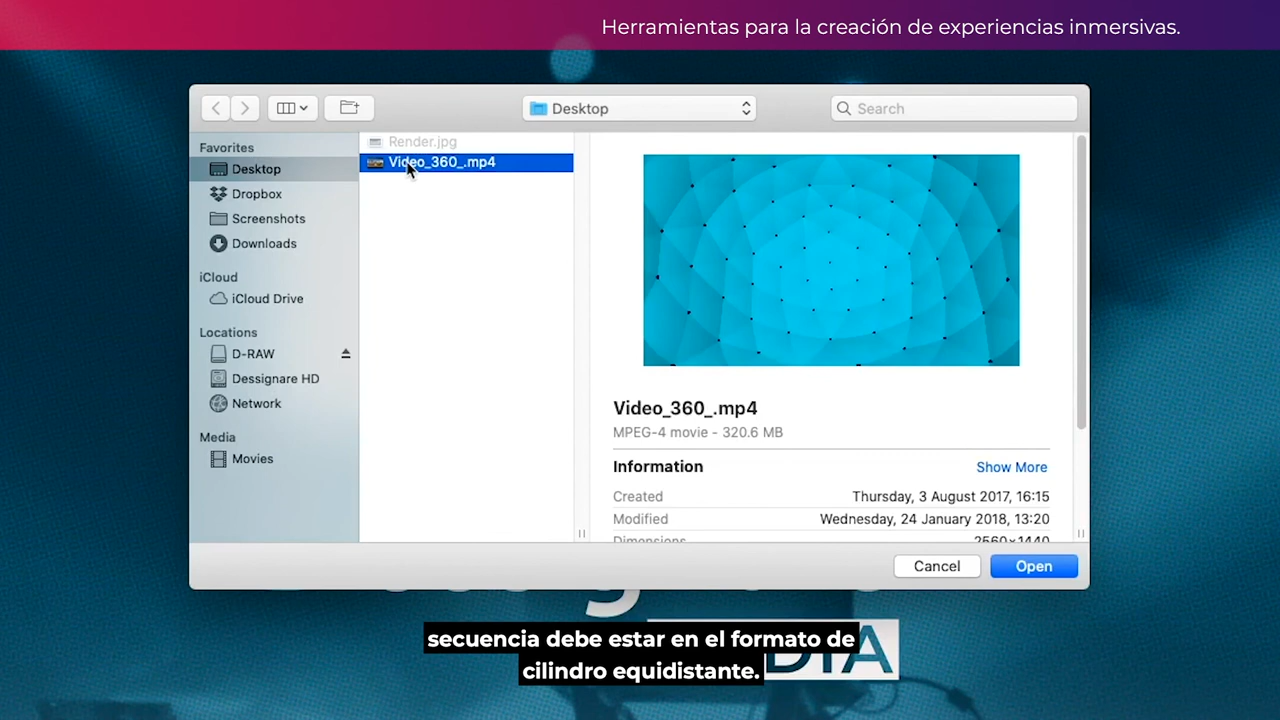 Herramientas para la creación de experiencias inmersivas.
Desktop
Search
Favorites
Desktop
Dropbox
Screenshots
Downloads
iCloud
iCloud Drive
Locations
D-RAW
Dessignare HD
Network
Media
Movies
Render.jpg
Video_360_.mp4
Video_360_.mp4
MPEG-4 movie - 320.6 MB
Information
Show More
Created
Thursday, 3 August 2017, 16:15
Modified
Wednesday, 24 January 2018, 13:20
Dimensions
2560×1440
Cancel
Open
secuencia debe estar en el formato de
cilindro equidistante.